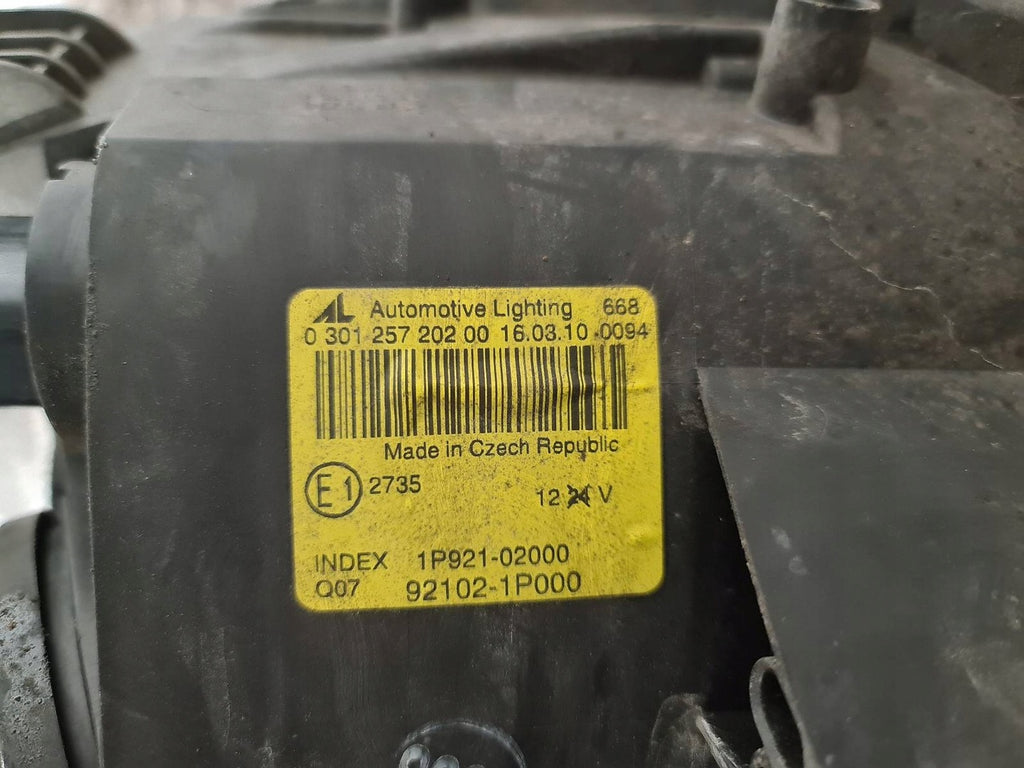 AL Automotive Lighting 668
0 301 257 202 00 16.03.10 0094
Made in Czech Republic
E1 2735
12 24 V
INDEX 1P921-02000
Q07 92102-1P000